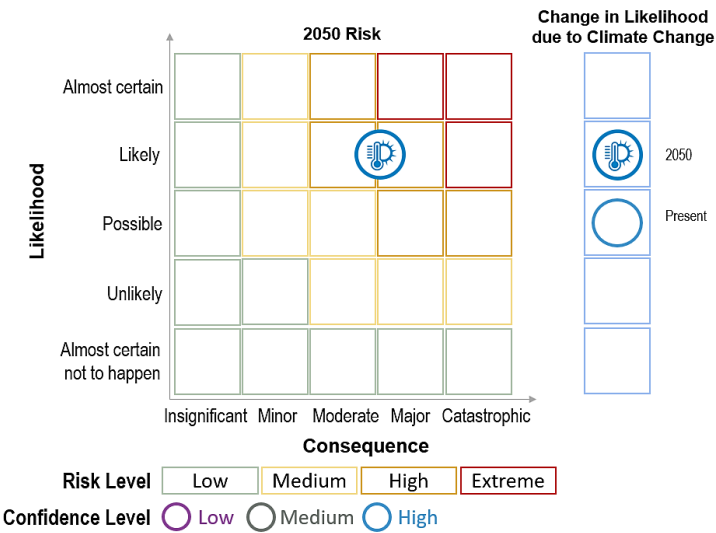 2050 Risk
Change in Likelihood
due to Climate Change
Likelihood
Almost certain
Likely
Possible
Unlikely
Almost certain
not to happen
2050
Present
Insignificant Minor Moderate Major Catastrophic
Consequence
Risk Level Low Medium High Extreme
Confidence Level Low Medium High